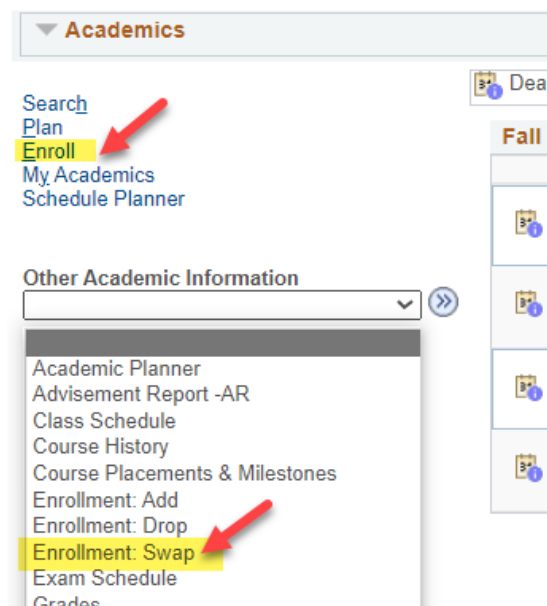 Academics
Dea
Search
Plan
Enroll
My Academics
Schedule Planner
Fall
Other Academic Information
Academic Planner
Advisement Report -AR
Class Schedule
Course History
Course Placements & Milestones
Enrollment: Add
Enrollment: Drop
Enrollment: Swap
Exam Schedule
Grades